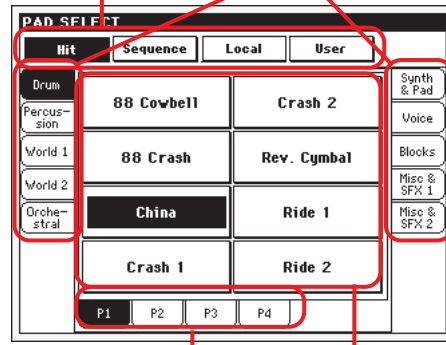 PAD SELECT
Hit Sequence Local User
Drum
Percus-
sion
World 1
World 2
Orche-
stral
88 Cowbell Crash 2
88 Crash Rev. Cymbal
China Ride 1
Crash 1 Ride 2
Synth
& Pad
Voice
Blocks
Misc &
SFX 1
Misc &
SFX 2
P1 P2 P3 P4